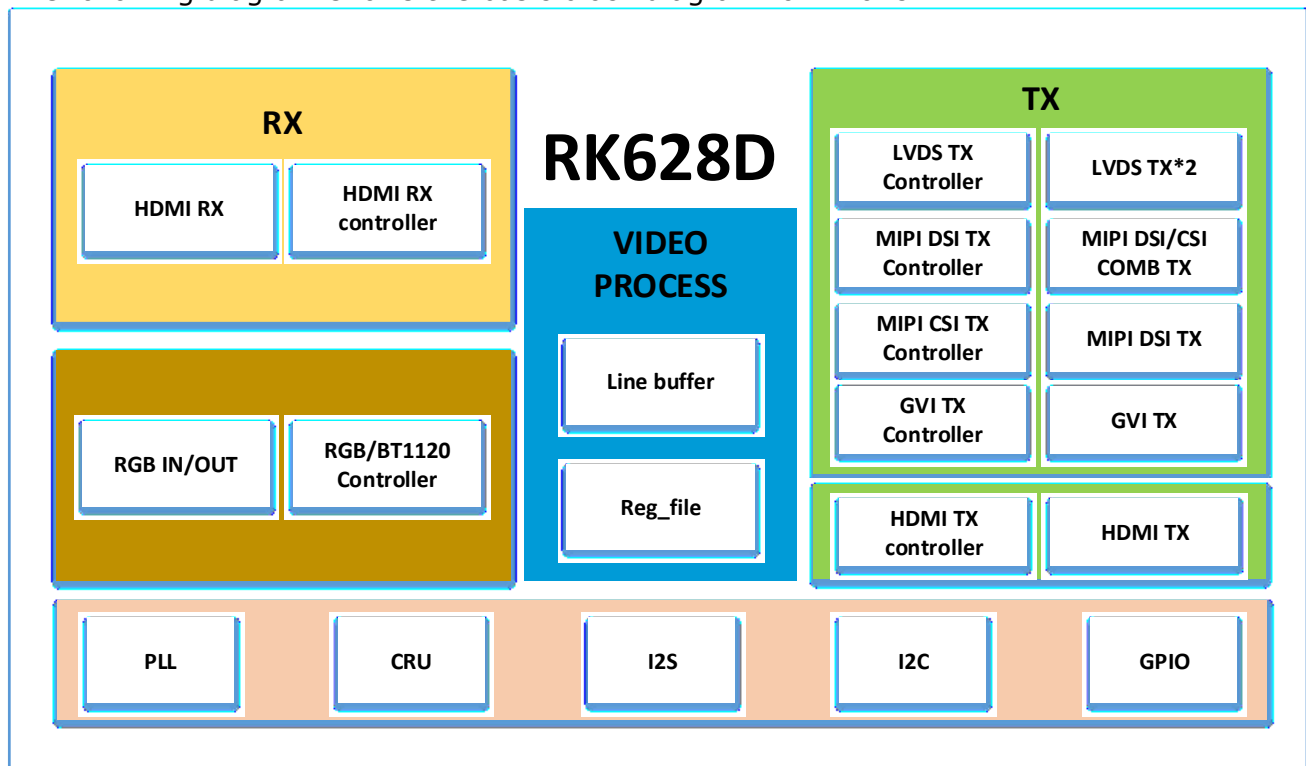 RK628D
RX
HDMI RX
HDMI RX
controller
RGB IN/OUT
RGB/BT1120
Controller
VIDEO
PROCESS
Line buffer
Reg_file
TX
LVDS TX
Controller
LVDS TX*2
MIPI DSI TX
Controller
MIPI DSI/CSI
COMB TX
MIPI CSI TX
Controller
MIPI DSI TX
GVI TX
Controller
GVI TX
HDMI TX
controller
HDMI TX
PLL
CRU
I2S
I2C
GPIO